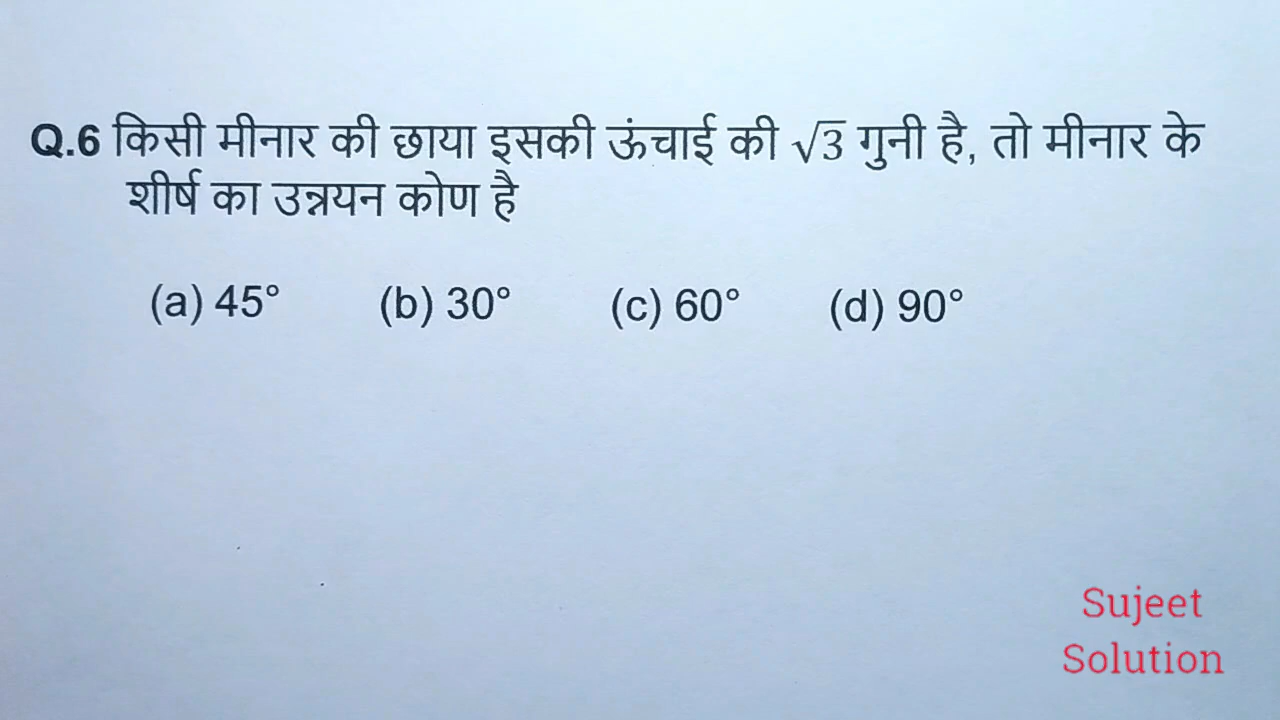 Q.6 किसी मीनार की छाया इसकी ऊंचाई की √3 गुनी है, तो मीनार के
शीर्ष का उन्नयन कोण है
(a) 45° (b) 30° (c) 60° (d) 90°
Sujeet
Solution